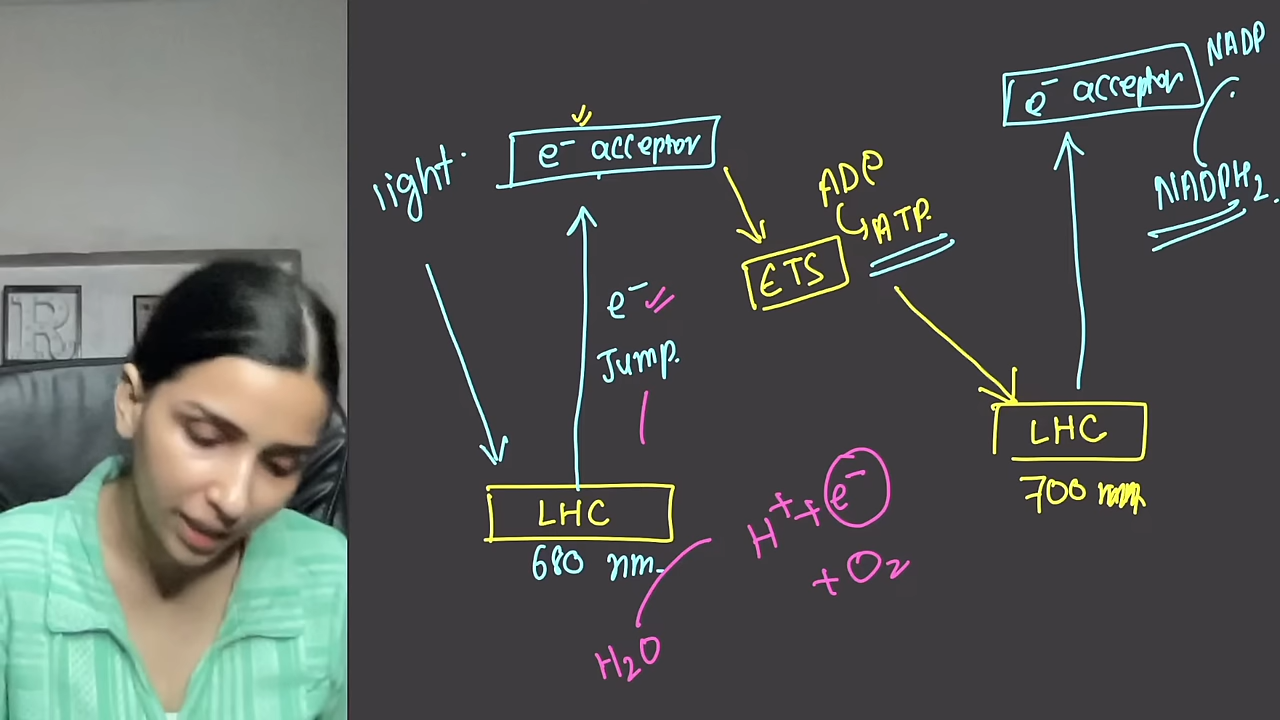 light
e⁻ acceptor
e⁻
Jump.
LHC
680 nm.
H₂O
H⁺ + e⁻
+ O₂
ETS
ADP
ATP.
LHC
700 nm
e⁻ acceptor
NADP
NADPH₂.
R